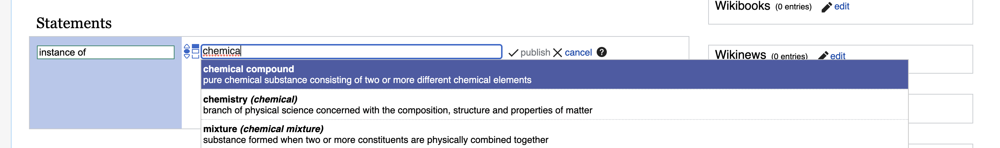 Wikibooks (0 entries) edit
Statements
instance of
chemica
publish cancel ?
Wikinews (0 entries) edit
chemical compound
pure chemical substance consisting of two or more different chemical elements
chemistry (chemical)
branch of physical science concerned with the composition, structure and properties of matter
mixture (chemical mixture)
substance formed when two or more constituents are physically combined together